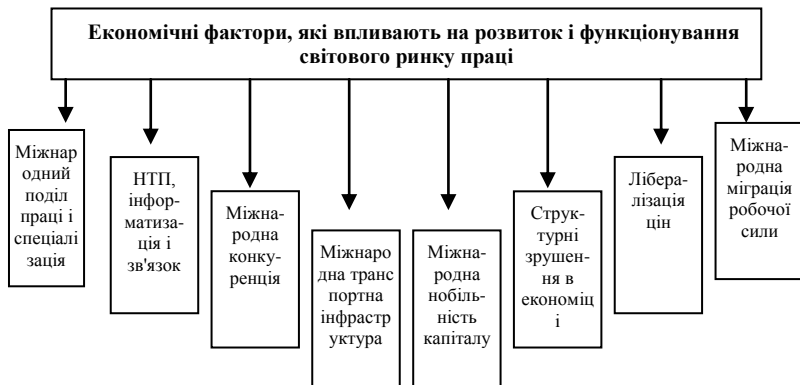 Економічні фактори, які впливають на розвиток і функціонування
світового ринку праці
Міжнар
одний
поділ
праці і
спеціалі
зація
НТП,
інфор-
матиза-
ція і
зв'язок
Міжна-
родна
конку-
ренція
Міжнаро
дна транс
портна
інфрастр
уктура
Міжна-
родна
нобіль-
ність
капіталу
Струк-
турні
зрушен-
ня в
економіц
і
Лібера-
лізація
цін
Міжна-
родна
міграція
робочої
сили